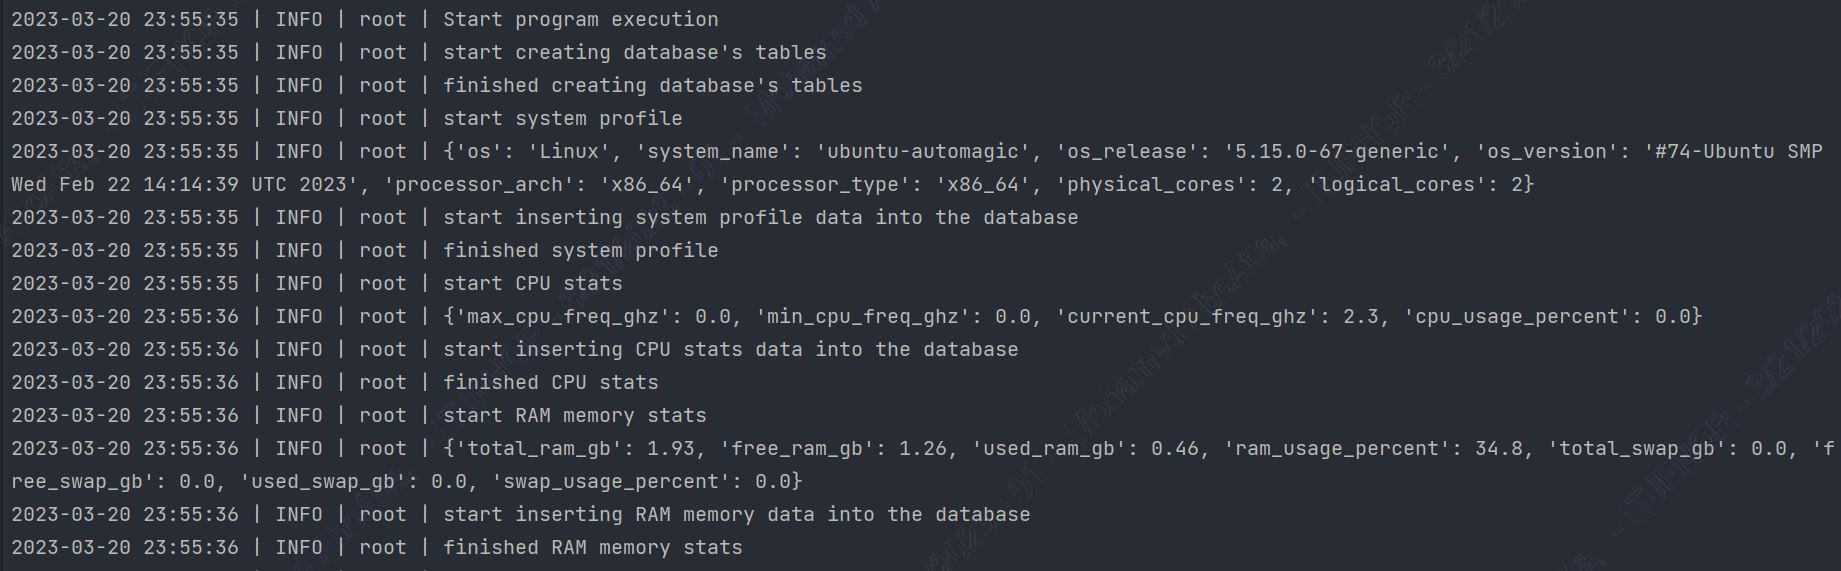 2023-03-20 23:55:35 | INFO | root | Start program execution
2023-03-20 23:55:35 | INFO | root | start creating database's tables
2023-03-20 23:55:35 | INFO | root | finished creating database's tables
2023-03-20 23:55:35 | INFO | root | start system profile
2023-03-20 23:55:35 | INFO | root | {'os': 'Linux', 'system_name': 'ubuntu-automagic', 'os_release': '5.15.0-67-generic', 'os_version': '#74-Ubuntu SMP
Wed Feb 22 14:14:39 UTC 2023', 'processor_arch': 'x86_64', 'processor_type': 'x86_64', 'physical_cores': 2, 'logical_cores': 2}
2023-03-20 23:55:35 | INFO | root | start inserting system profile data into the database
2023-03-20 23:55:35 | INFO | root | finished system profile
2023-03-20 23:55:35 | INFO | root | start CPU stats
2023-03-20 23:55:36 | INFO | root | {'max_cpu_freq_ghz': 0.0, 'min_cpu_freq_ghz': 0.0, 'current_cpu_freq_ghz': 2.3, 'cpu_usage_percent': 0.0}
2023-03-20 23:55:36 | INFO | root | start inserting CPU stats data into the database
2023-03-20 23:55:36 | INFO | root | finished CPU stats
2023-03-20 23:55:36 | INFO | root | start RAM memory stats
2023-03-20 23:55:36 | INFO | root | {'total_ram_gb': 1.93, 'free_ram_gb': 1.26, 'used_ram_gb': 0.46, 'ram_usage_percent': 34.8, 'total_swap_gb': 0.0, 'f
ree_swap_gb': 0.0, 'used_swap_gb': 0.0, 'swap_usage_percent': 0.0}
2023-03-20 23:55:36 | INFO | root | start inserting RAM memory data into the database
2023-03-20 23:55:36 | INFO | root | finished RAM memory stats